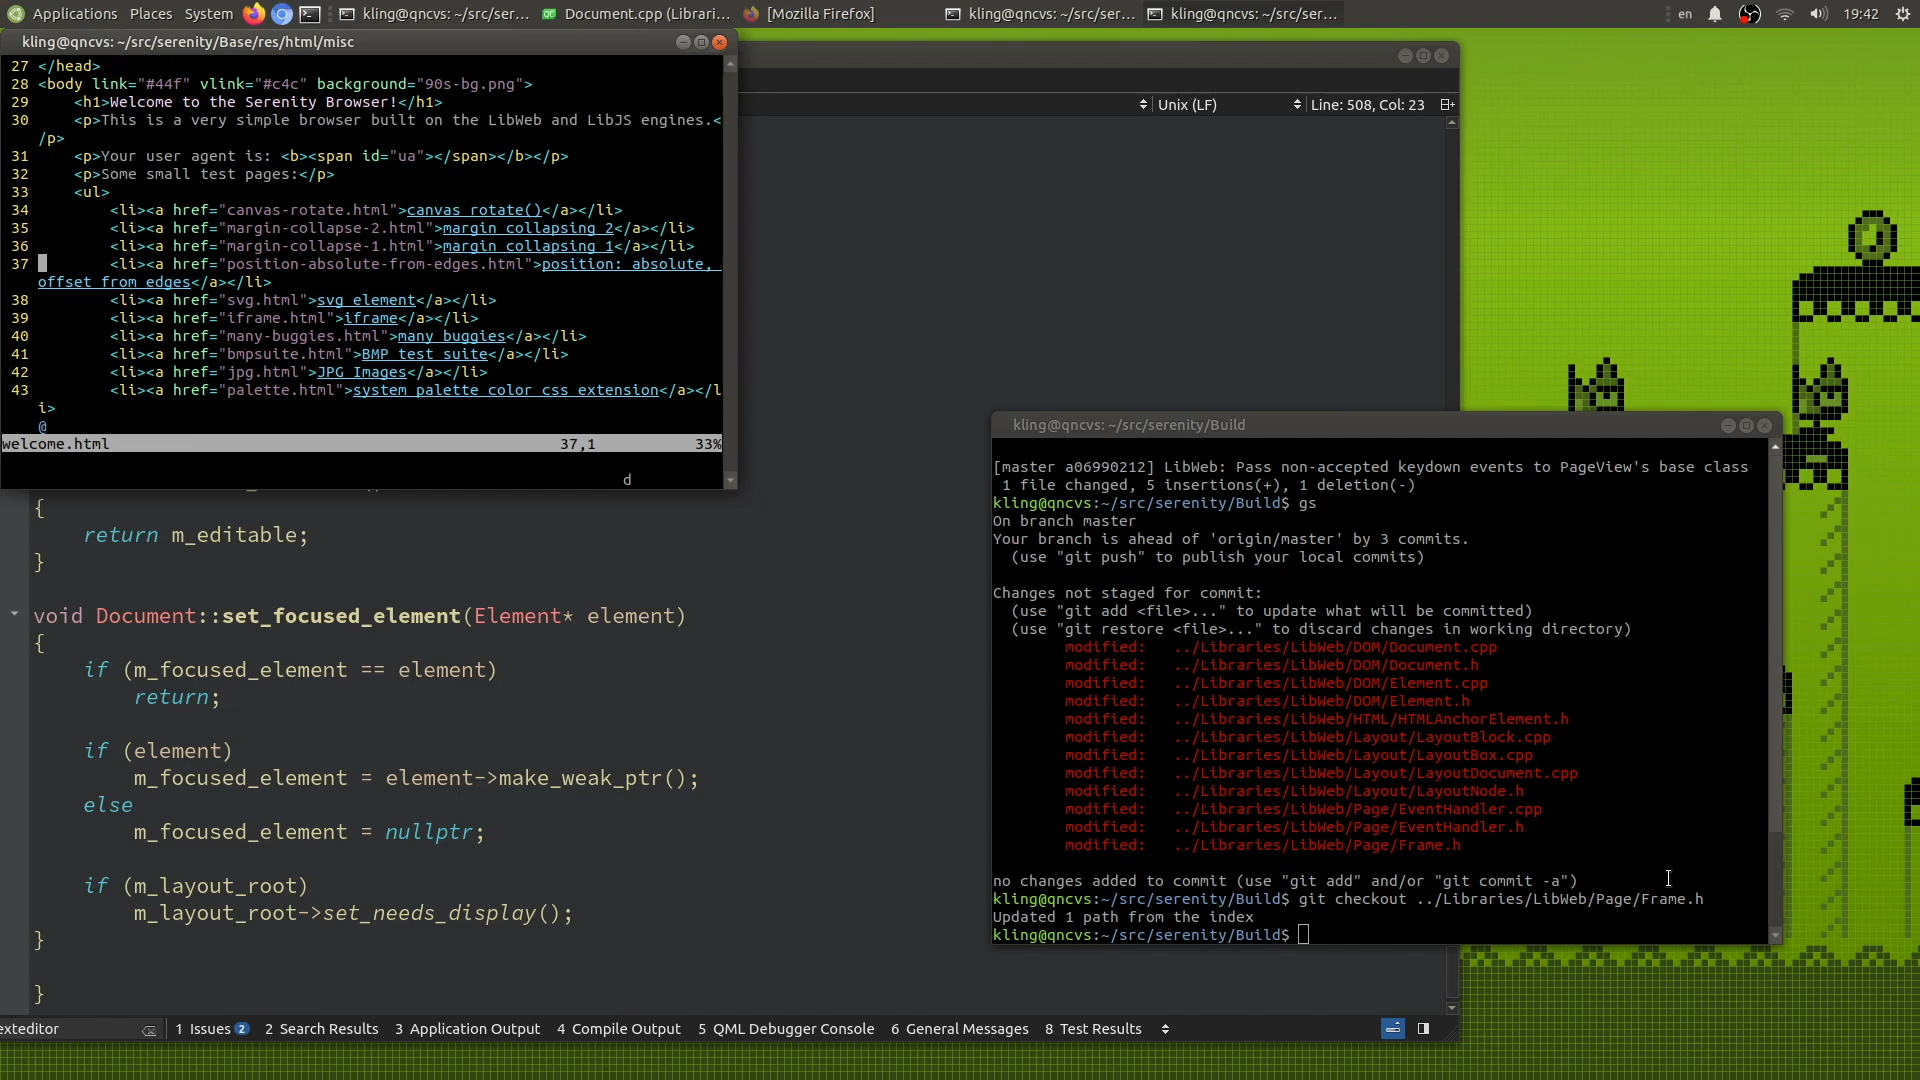 Applications Places System kling@qncvs: ~/src/ser... Document.cpp (Librari... [Mozilla Firefox] kling@qncvs: ~/src/ser... kling@qncvs: ~/src/ser... en 19:42
kling@qncvs: ~/src/serenity/Base/res/html/misc
27 </head>
28 <body link="#44f" vlink="#c4c" background="90s-bg.png">
29 <h1>Welcome to the Serenity Browser!</h1>
30 <p>This is a very simple browser built on the LibWeb and LibJS engines.<
/p>
31 <p>Your user agent is: <b><span id="ua"></span></b></p>
32 <p>Some small test pages:</p>
33 <ul>
34 <li><a href="canvas-rotate.html">canvas rotate()</a></li>
35 <li><a href="margin-collapse-2.html">margin collapsing 2</a></li>
36 <li><a href="margin-collapse-1.html">margin collapsing 1</a></li>
37 <li><a href="position-absolute-from-edges.html">position: absolute,
offset from edges</a></li>
38 <li><a href="svg.html">svg element</a></li>
39 <li><a href="iframe.html">iframe</a></li>
40 <li><a href="many-buggies.html">many buggies</a></li>
41 <li><a href="bmpsuite.html">BMP test suite</a></li>
42 <li><a href="jpg.html">JPG Images</a></li>
43 <li><a href="palette.html">system palette color css extension</a></l
i>
@
welcome.html 37,1 33%
d
Unix (LF) Line: 508, Col: 23
{
return m_editable;
}
void Document::set_focused_element(Element* element)
{
if (m_focused_element == element)
return;
if (element)
m_focused_element = element->make_weak_ptr();
else
m_focused_element = nullptr;
if (m_layout_root)
m_layout_root->set_needs_display();
}
}
kling@qncvs: ~/src/serenity/Build
[master a06990212] LibWeb: Pass non-accepted keydown events to PageView's base class
1 file changed, 5 insertions(+), 1 deletion(-)
kling@qncvs:~/src/serenity/Build$ gs
On branch master
Your branch is ahead of 'origin/master' by 3 commits.
(use "git push" to publish your local commits)
Changes not staged for commit:
(use "git add <file>..." to update what will be committed)
(use "git restore <file>..." to discard changes in working directory)
modified: ../Libraries/LibWeb/DOM/Document.cpp
modified: ../Libraries/LibWeb/DOM/Document.h
modified: ../Libraries/LibWeb/DOM/Element.cpp
modified: ../Libraries/LibWeb/DOM/Element.h
modified: ../Libraries/LibWeb/HTML/HTMLAnchorElement.h
modified: ../Libraries/LibWeb/Layout/LayoutBlock.cpp
modified: ../Libraries/LibWeb/Layout/LayoutBox.cpp
modified: ../Libraries/LibWeb/Layout/LayoutDocument.cpp
modified: ../Libraries/LibWeb/Layout/LayoutNode.h
modified: ../Libraries/LibWeb/Page/EventHandler.cpp
modified: ../Libraries/LibWeb/Page/EventHandler.h
modified: ../Libraries/LibWeb/Page/Frame.h
no changes added to commit (use "git add" and/or "git commit -a")
kling@qncvs:~/src/serenity/Build$ git checkout ../Libraries/LibWeb/Page/Frame.h
Updated 1 path from the index
kling@qncvs:~/src/serenity/Build$
exteditor 1 Issues 2 2 Search Results 3 Application Output 4 Compile Output 5 QML Debugger Console 6 General Messages 8 Test Results